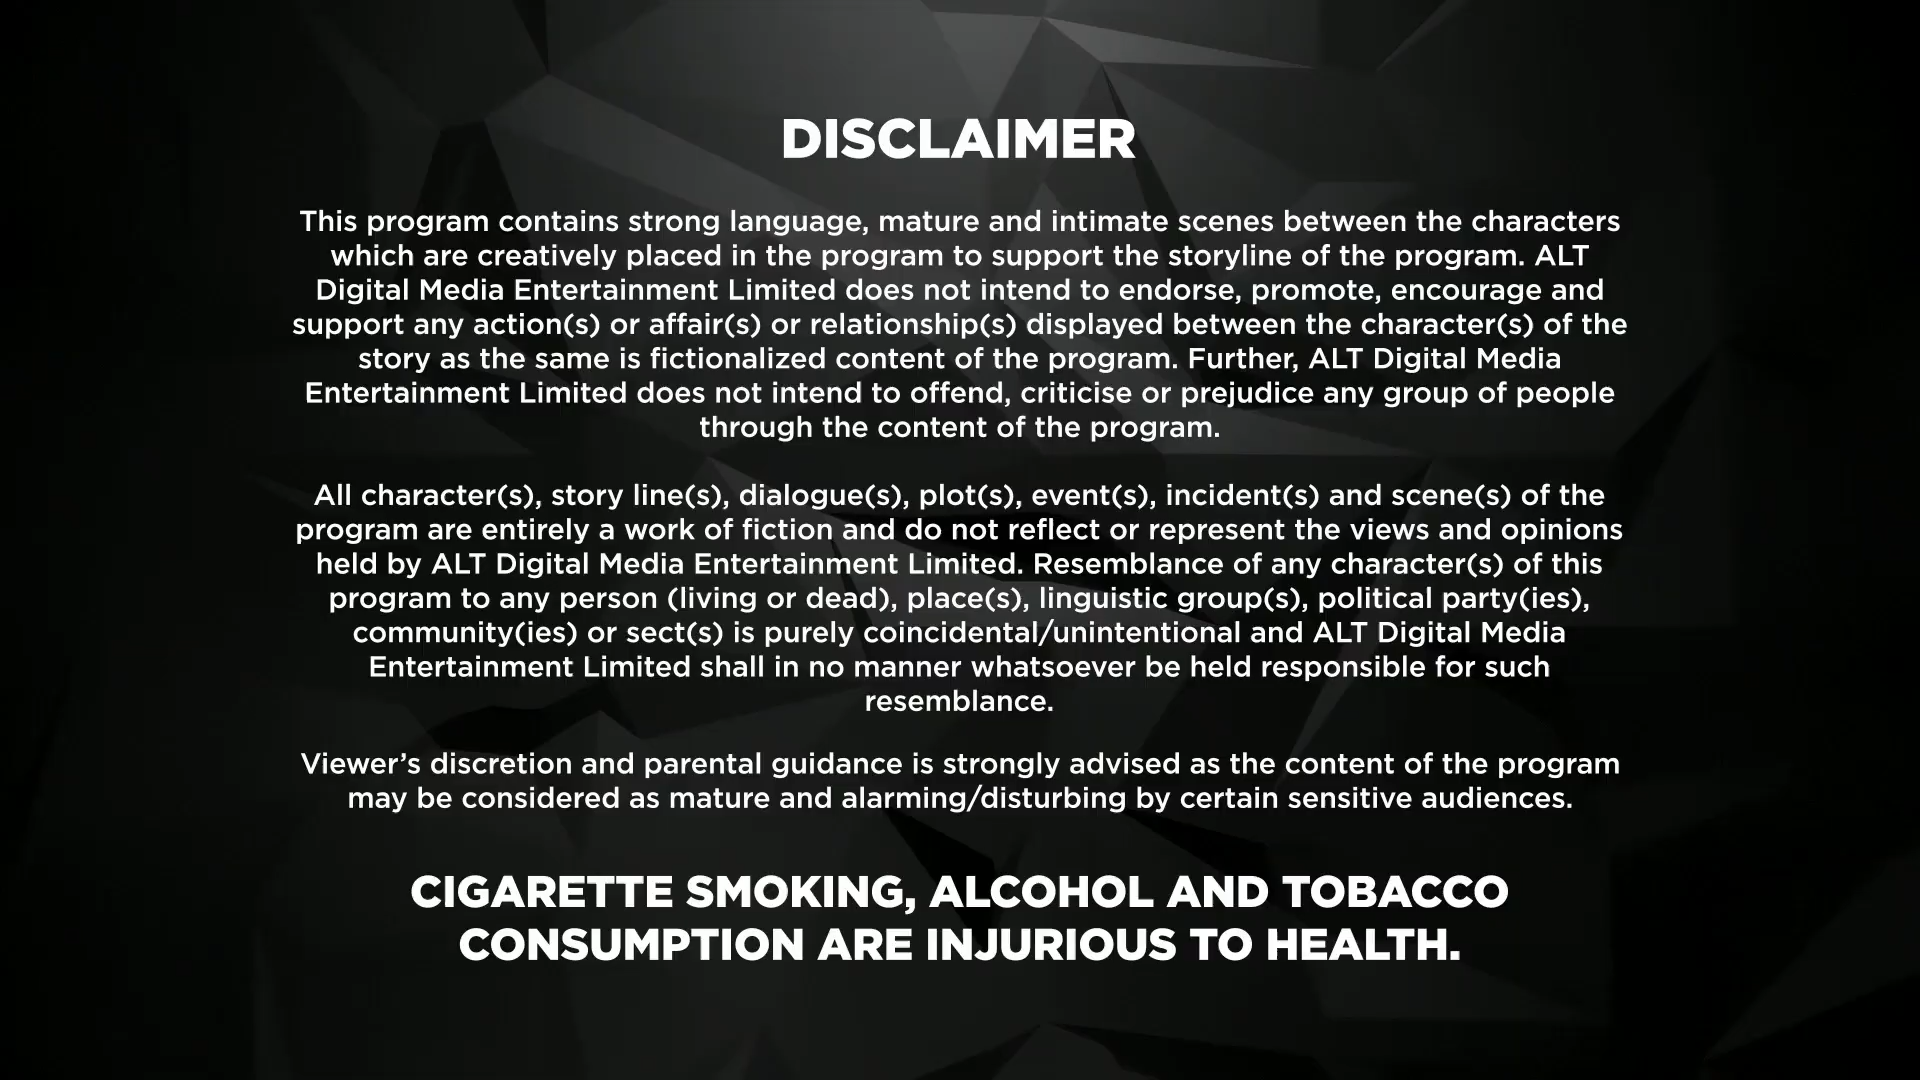 DISCLAIMER
This program contains strong language, mature and intimate scenes between the characters
which are creatively placed in the program to support the storyline of the program. ALT
Digital Media Entertainment Limited does not intend to endorse, promote, encourage and
support any action(s) or affair(s) or relationship(s) displayed between the character(s) of the
story as the same is fictionalized content of the program. Further, ALT Digital Media
Entertainment Limited does not intend to offend, criticise or prejudice any group of people
through the content of the program.
All character(s), story line(s), dialogue(s), plot(s), event(s), incident(s) and scene(s) of the
program are entirely a work of fiction and do not reflect or represent the views and opinions
held by ALT Digital Media Entertainment Limited. Resemblance of any character(s) of this
program to any person (living or dead), place(s), linguistic group(s), political party(ies),
community(ies) or sect(s) is purely coincidental/unintentional and ALT Digital Media
Entertainment Limited shall in no manner whatsoever be held responsible for such
resemblance.
Viewer’s discretion and parental guidance is strongly advised as the content of the program
may be considered as mature and alarming/disturbing by certain sensitive audiences.
CIGARETTE SMOKING, ALCOHOL AND TOBACCO
CONSUMPTION ARE INJURIOUS TO HEALTH.